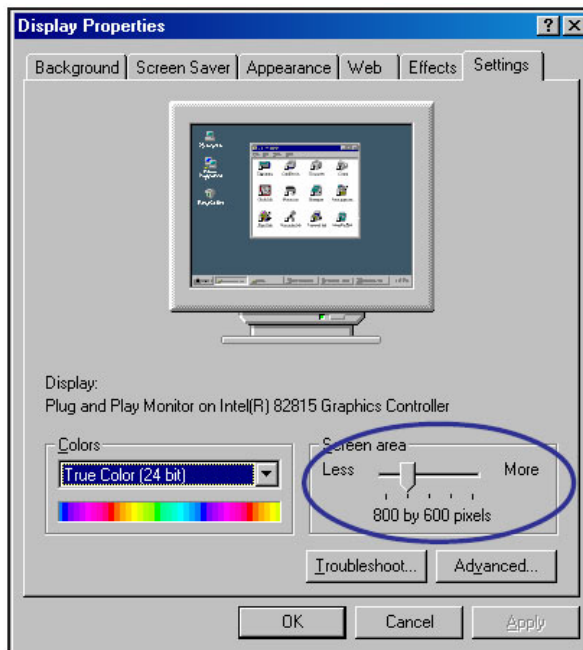 Display Properties
Background Screen Saver Appearance Web Effects Settings
Display:
Plug and Play Monitor on Intel(R) 82815 Graphics Controller
Colors
True Color (24 bit)
Screen area
Less More
800 by 600 pixels
Troubleshoot... Advanced...
OK Cancel Apply